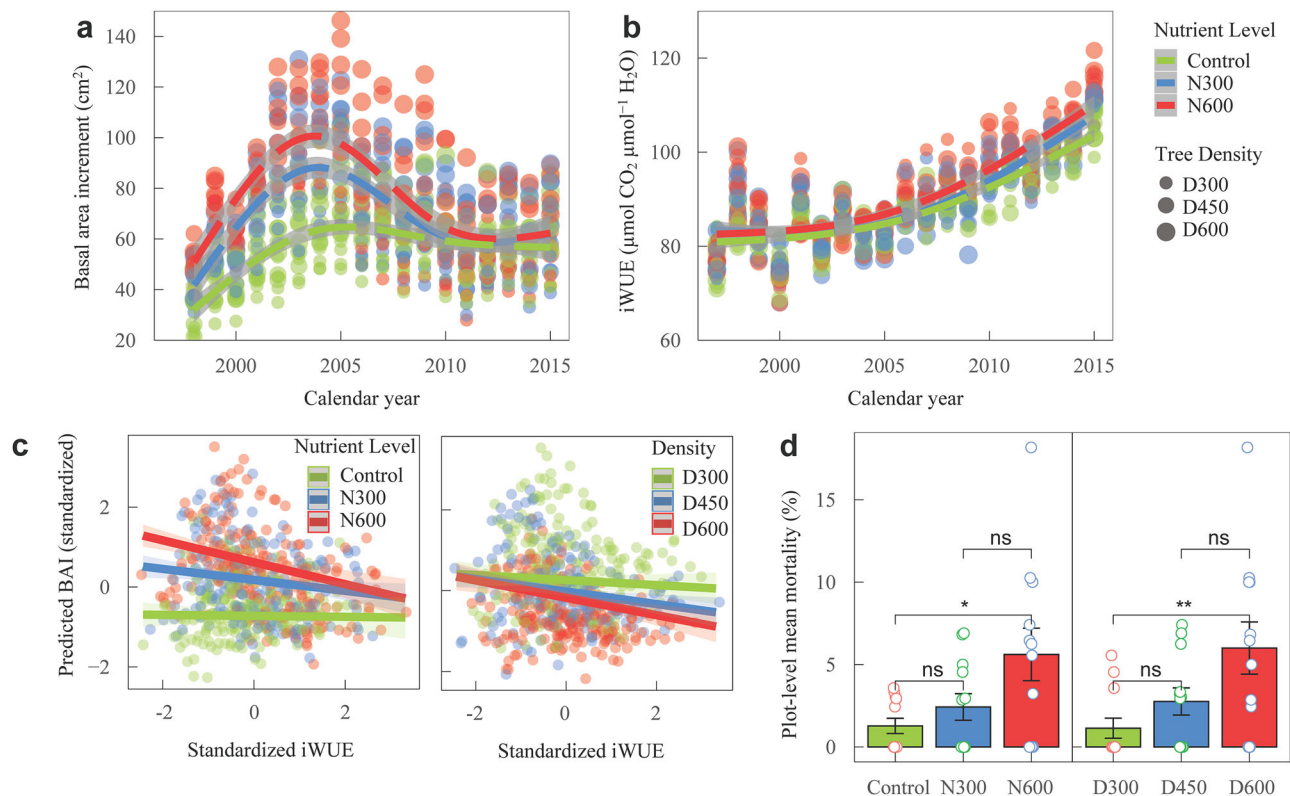 a
Basal area increment (cm²)
140
120
100
80
60
40
20
2000
2005
2010
2015
Calendar year
b
iWUE (μmol CO₂ μmol⁻¹ H₂O)
120
100
80
60
2000
2005
2010
2015
Calendar year
Nutrient Level
Control
N300
N600
Tree Density
D300
D450
D600
c
Predicted BAI (standardized)
2
0
−2
Nutrient Level
Control
N300
N600
-2
0
2
Standardized iWUE
Density
D300
D450
D600
-2
0
2
Standardized iWUE
d
Plot-level mean mortality (%)
15
10
5
0
ns
*
ns
ns
**
ns
Control
N300
N600
D300
D450
D600